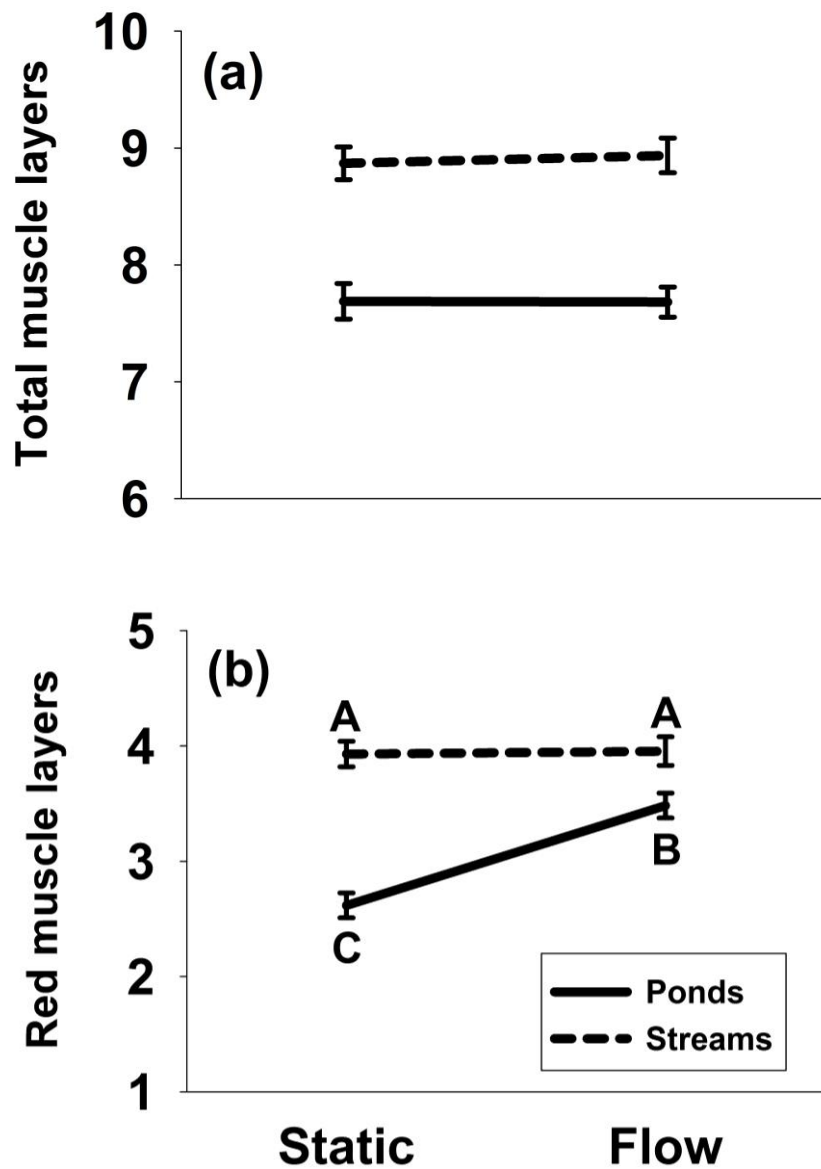 10
(a)
9
8
7
6
Total muscle layers
5
(b)
A A
4
3
B
C
2
1
Red muscle layers
Ponds
Streams
Static Flow